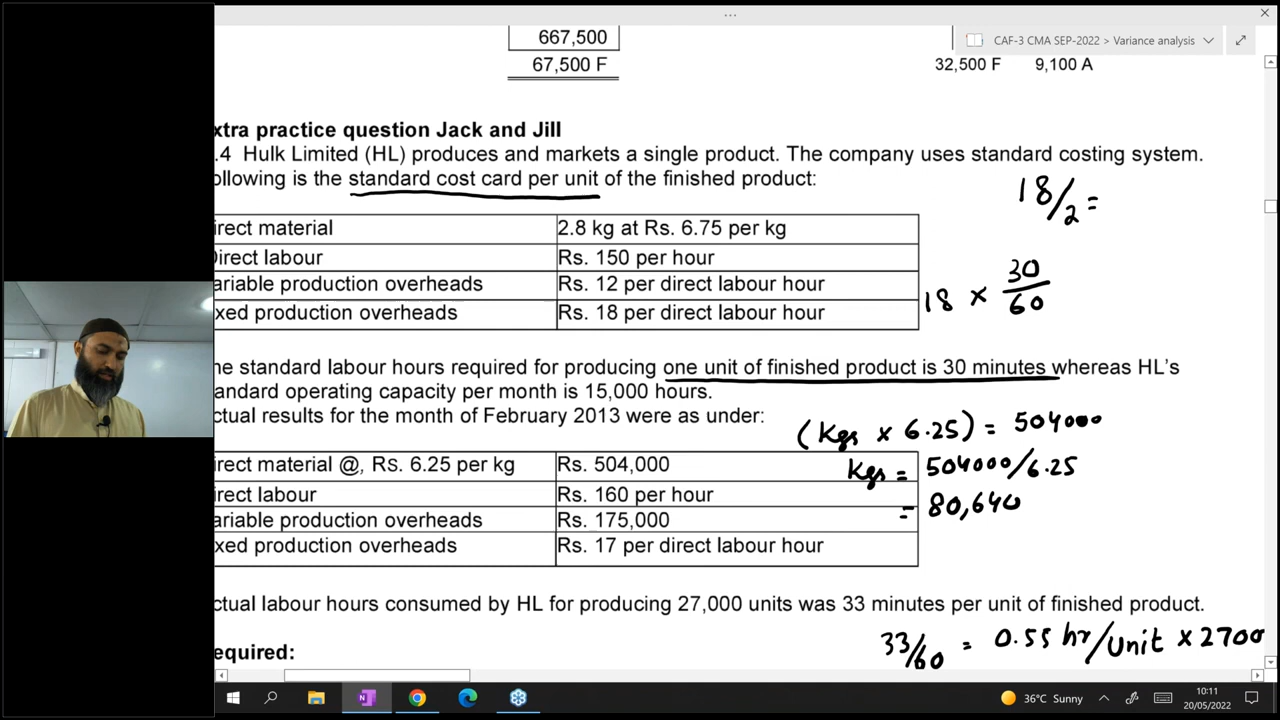 667,500
67,500 F
32,500 F 9,100 A
CAF-3 CMA SEP-2022 > Variance analysis
xtra practice question Jack and Jill
.4 Hulk Limited (HL) produces and markets a single product. The company uses standard costing system.
ollowing is the standard cost card per unit of the finished product:
18/2 =
irect material 2.8 kg at Rs. 6.75 per kg
Direct labour Rs. 150 per hour
ariable production overheads Rs. 12 per direct labour hour
xed production overheads Rs. 18 per direct labour hour
18 × 30/60
he standard labour hours required for producing one unit of finished product is 30 minutes whereas HL's
andard operating capacity per month is 15,000 hours.
ctual results for the month of February 2013 were as under:
(Kgs × 6.25) = 504000
irect material @, Rs. 6.25 per kg Rs. 504,000
Kgs = 504000/6.25
irect labour Rs. 160 per hour
= 80,640
ariable production overheads Rs. 175,000
xed production overheads Rs. 17 per direct labour hour
ctual labour hours consumed by HL for producing 27,000 units was 33 minutes per unit of finished product.
33/60 = 0.55 hr/unit × 2700
equired:
36°C Sunny
10:11
20/05/2022